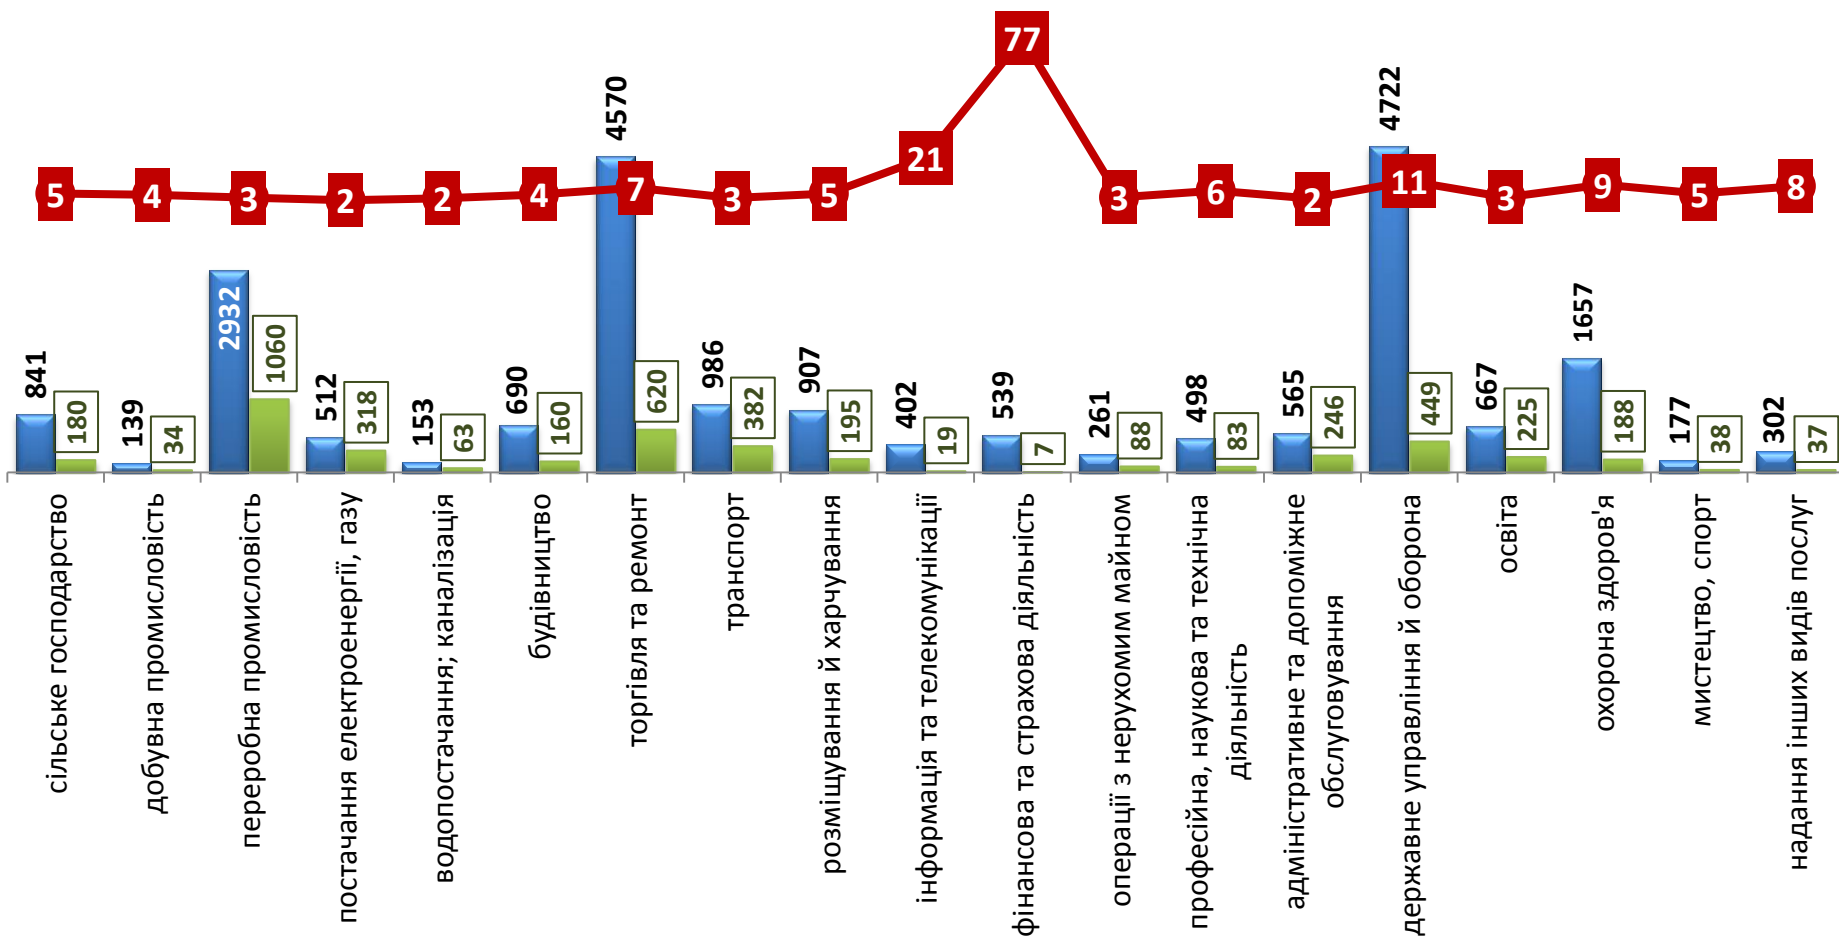 77
4570
4722
5
4
3
2
2
4
7
3
5
21
3
6
2
11
3
9
5
8
841
180
139
34
2932
1060
512
318
153
63
690
160
620
986
382
907
195
402
19
539
7
261
88
498
83
565
246
449
667
225
1657
188
177
38
302
37
сільське господарство
добувна промисловість
переробна промисловість
постачання електроенергії, газу
водопостачання; каналізація
будівництво
торгівля та ремонт
транспорт
розміщування й харчування
інформація та телекомунікації
фінансова та страхова діяльність
операції з нерухомим майном
професійна, наукова та технічна
діяльність
адміністративне та допоміжне
обслуговування
державне управління й оборона
освіта
охорона здоров'я
мистецтво, спорт
надання інших видів послуг